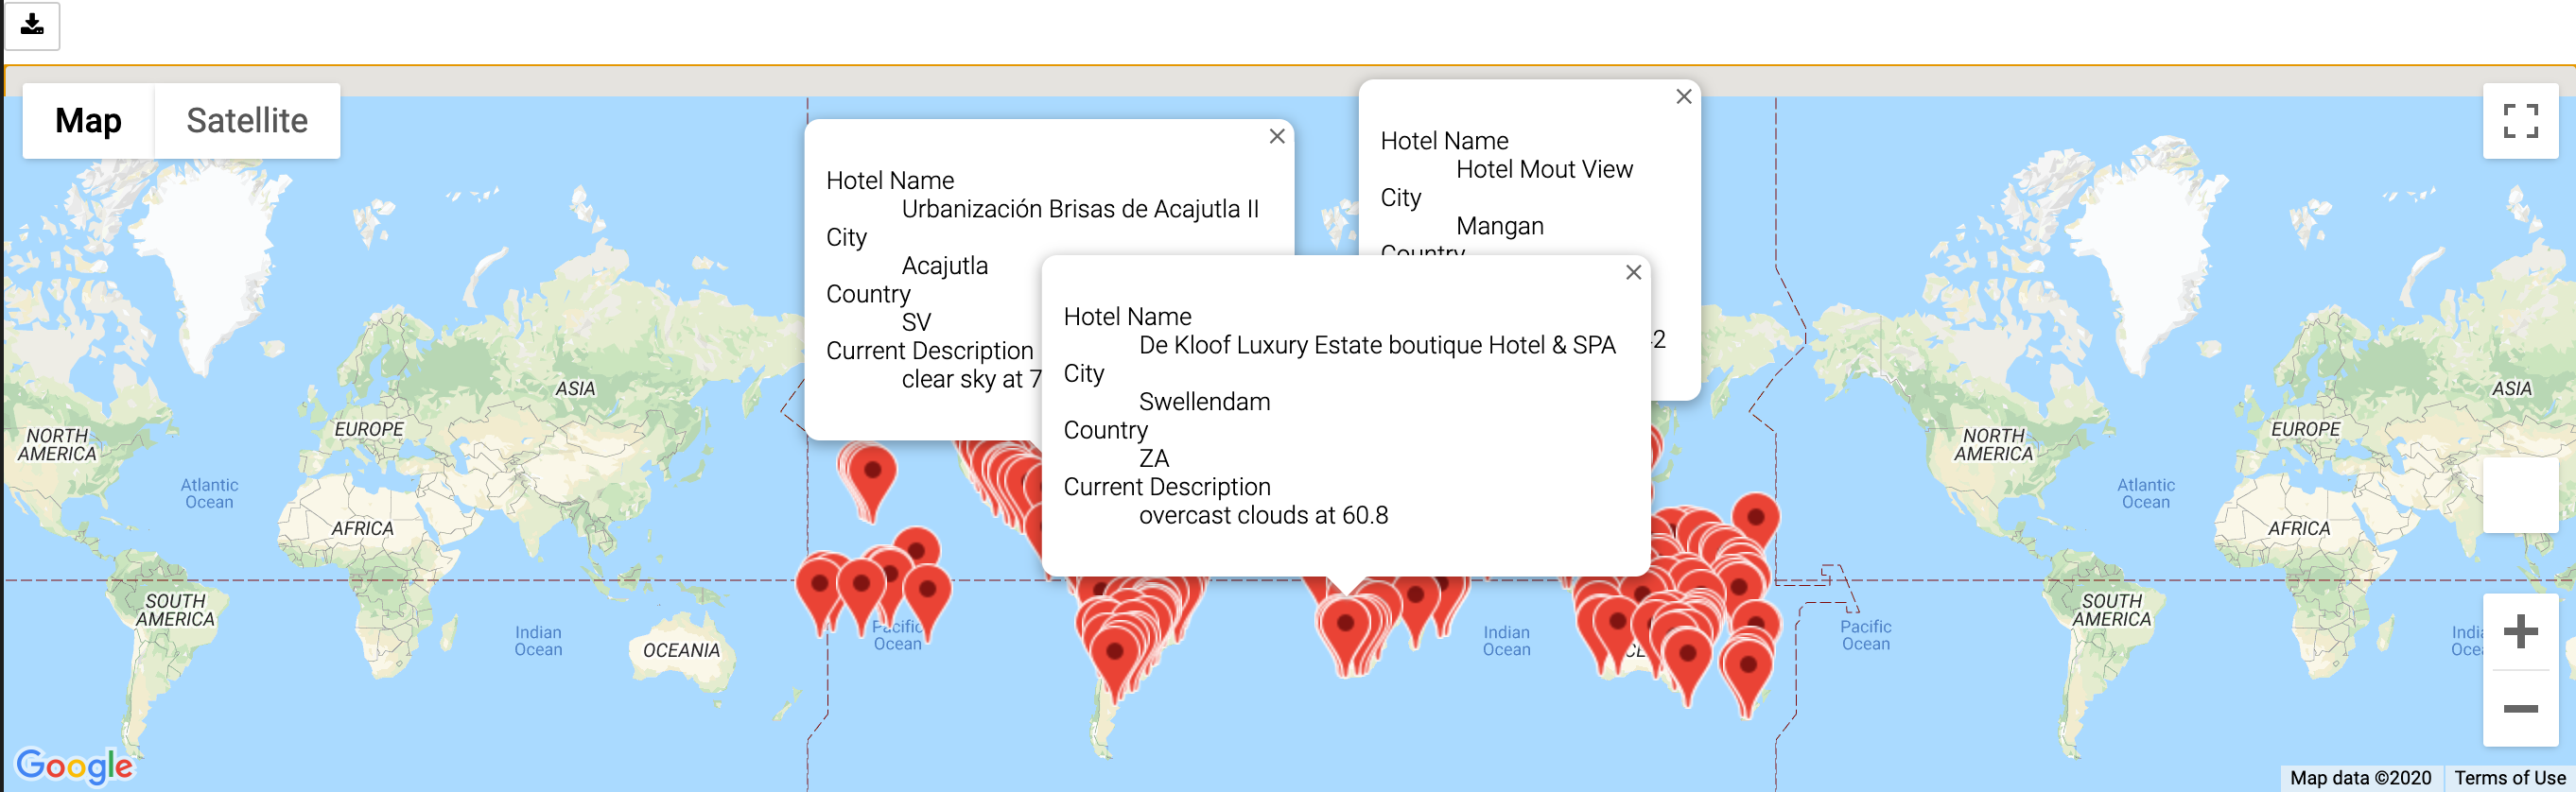 Map Satellite
Hotel Name
Urbanización Brisas de Acajutla II
City
Acajutla
Country
SV
Current Description
clear sky at 7
Hotel Name
Hotel Mout View
City
Mangan
Country
2
Hotel Name
De Kloof Luxury Estate boutique Hotel & SPA
City
Swellendam
Country
ZA
Current Description
overcast clouds at 60.8
NORTH
AMERICA
Atlantic
Ocean
EUROPE
ASIA
AFRICA
SOUTH
AMERICA
Indian
Ocean
OCEANIA
Pacific
Ocean
Indian
Ocean
Pacific
Ocean
NORTH
AMERICA
Atlantic
Ocean
EUROPE
ASIA
AFRICA
SOUTH
AMERICA
Google
Map data ©2020 Terms of Use